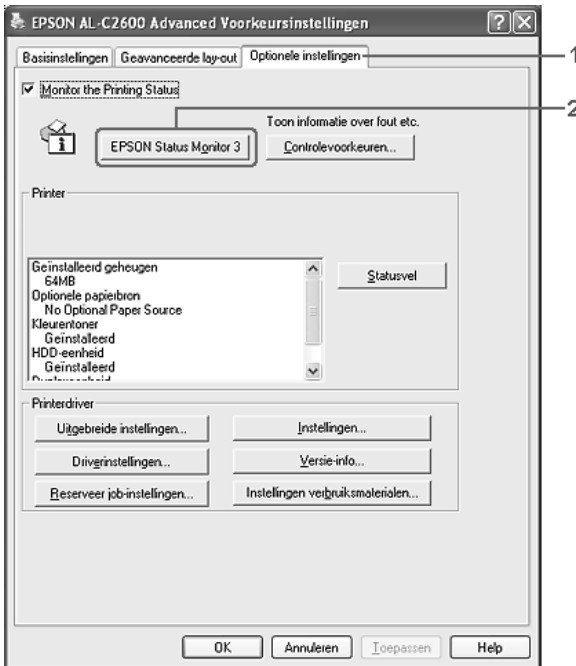 EPSON AL-C2600 Advanced Voorkeursinstellingen
Basisinstellingen Geavanceerde lay-out Optionele instellingen 1
Monitor the Printing Status
2
Toon informatie over fout etc.
EPSON Status Monitor 3 Controlevoorkeuren...
Printer
Geïnstalleerd geheugen
64MB
Optionele papierbron
No Optional Paper Source
Kleurentoner
Geïnstalleerd
HDD-eenheid
Geïnstalleerd
Statusvel
Printerdriver
Uitgebreide instellingen... Instellingen...
Driverinstellingen... Versie-info...
Reserveer job-instellingen... Instellingen verbruiksmaterialen...
OK Annuleren Toepassen Help